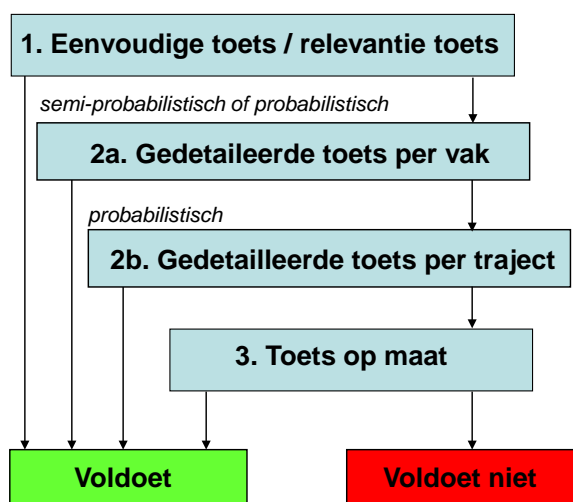 1. Eenvoudige toets / relevantie toets
semi-probabilistisch of probabilistisch
2a. Gedetaileerde toets per vak
probabilistisch
2b. Gedetailleerde toets per traject
3. Toets op maat
Voldoet
Voldoet niet